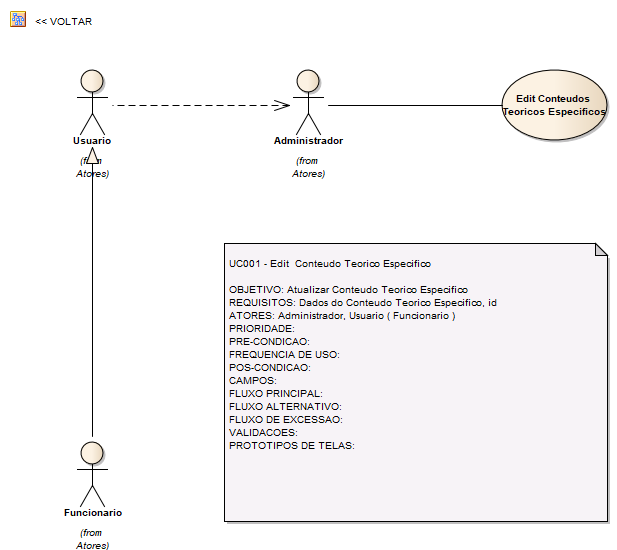 << VOLTAR
Usuario
(from
Atores)
Administrador
(from
Atores)
Edit Conteudos
Teoricos Especificos
UC001 - Edit  Conteudo Teorico Especifico
OBJETIVO: Atualizar Conteudo Teorico Especifico
REQUISITOS: Dados do Conteudo Teorico Especifico, id
ATORES: Administrador, Usuario ( Funcionario )
PRIORIDADE:
PRE-CONDICAO:
FREQUENCIA DE USO:
POS-CONDICAO:
CAMPOS:
FLUXO PRINCIPAL:
FLUXO ALTERNATIVO:
FLUXO DE EXCESSAO:
VALIDACOES:
PROTOTIPOS DE TELAS:
Funcionario
(from
Atores)